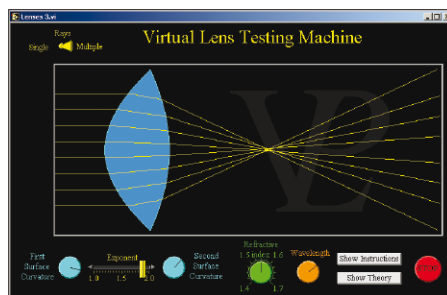 Lenses 3.vi
Rays
Single
Multiple
Virtual Lens Testing Machine
VL
First
Surface
Curvature
Exponent
1.0 1.5 2.0
Second
Surface
Curvature
Refractive
1.5 index 1.6
1.4 1.7
Wavelength
Show Instructions
Show Theory
STOP